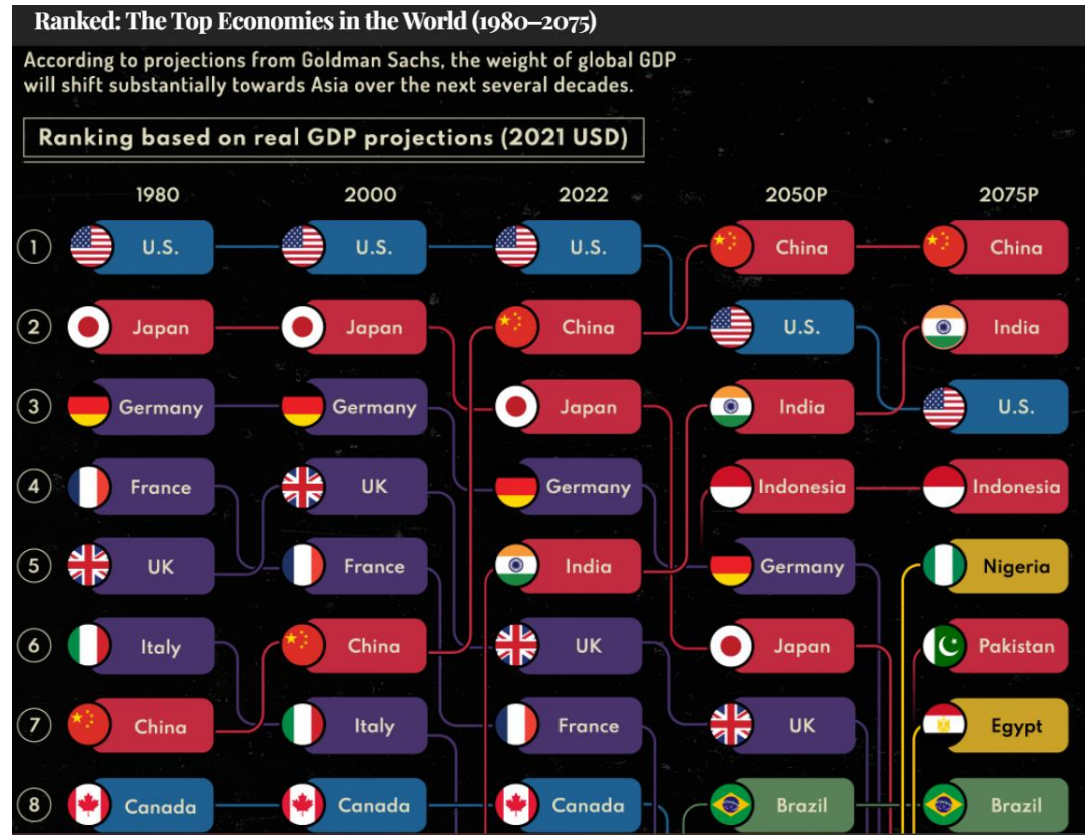 Ranked: The Top Economies in the World (1980–2075)
According to projections from Goldman Sachs, the weight of global GDP
will shift substantially towards Asia over the next several decades.
Ranking based on real GDP projections (2021 USD)
1980 2000 2022 2050P 2075P
1 U.S. U.S. U.S. China China
2 Japan Japan China U.S. India
3 Germany Germany Japan India U.S.
4 France UK Germany Indonesia Indonesia
5 UK France India Germany Nigeria
6 Italy China UK Japan Pakistan
7 China Italy France UK Egypt
8 Canada Canada Canada Brazil Brazil